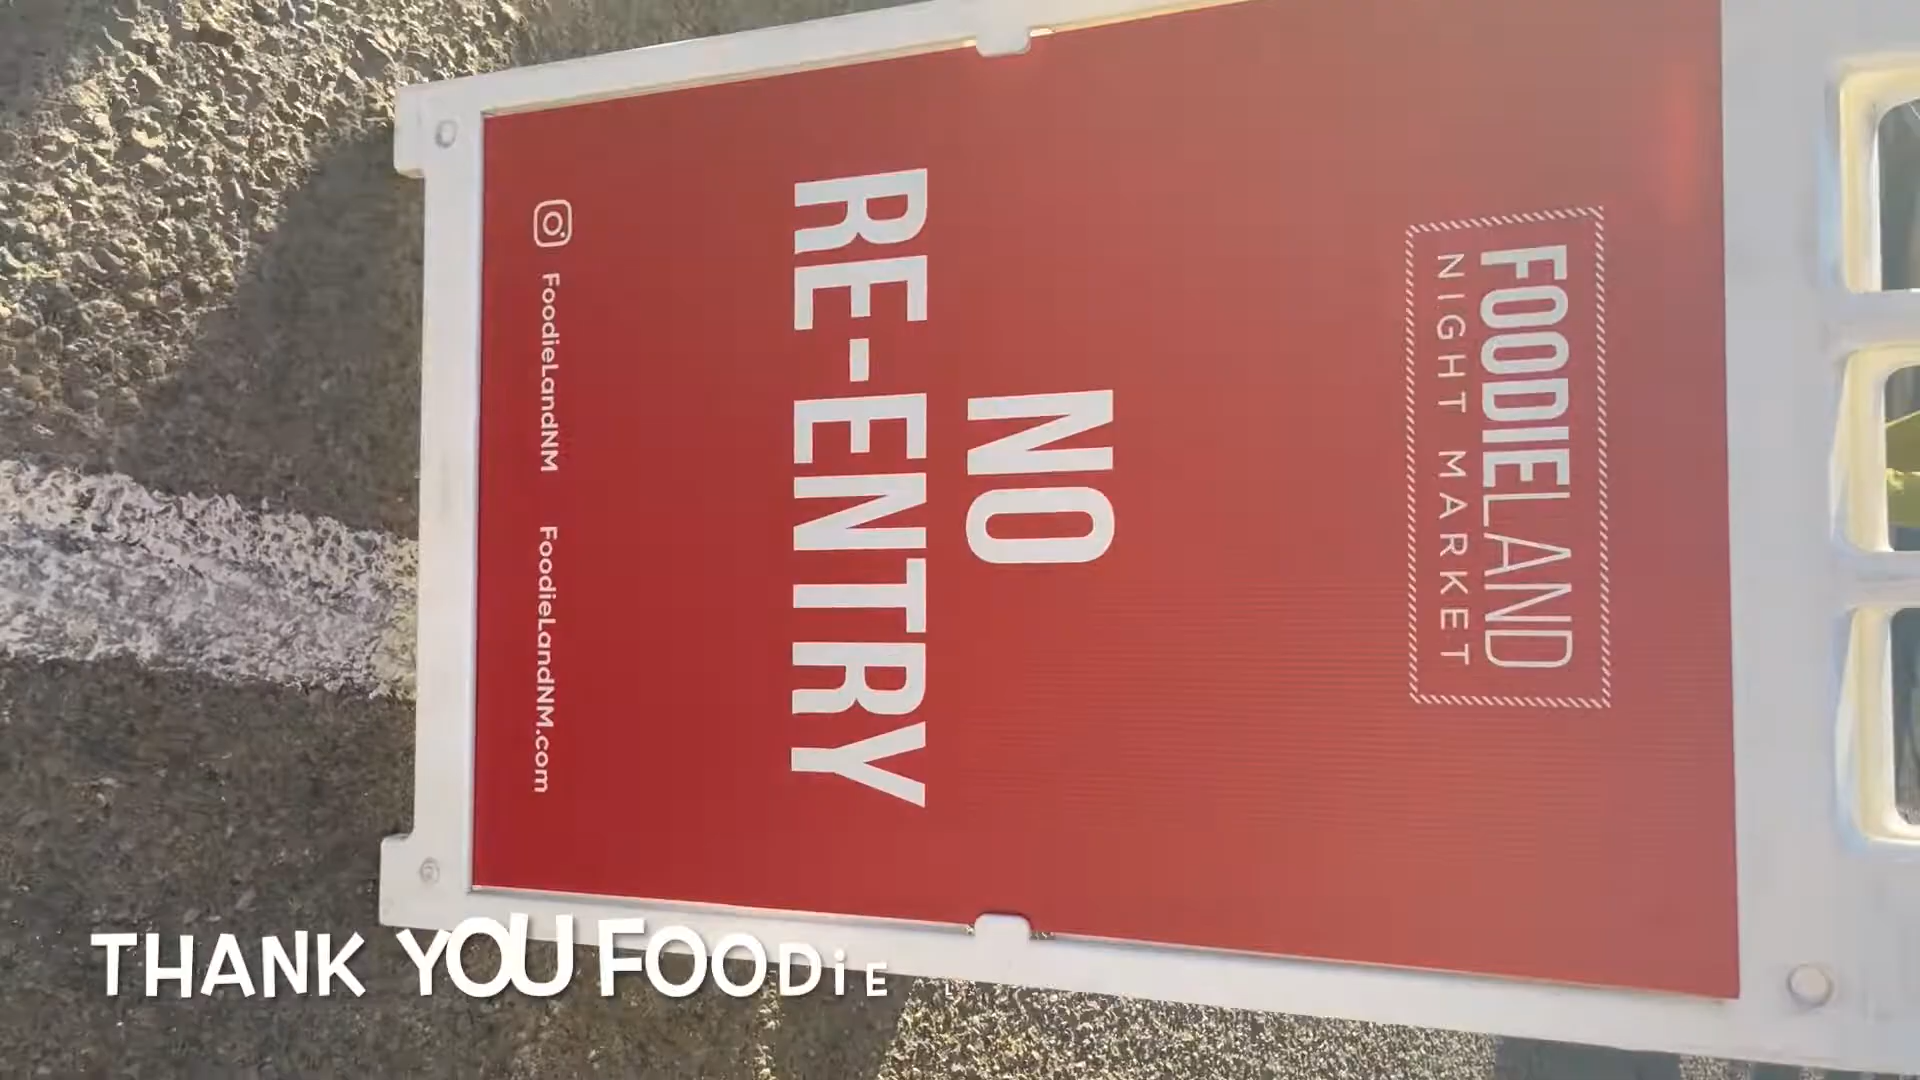 FOODIELAND
NIGHT MARKET
NO
RE-ENTRY
FoodieLandNM FoodieLandNM.com
THANK YOU FOODiE